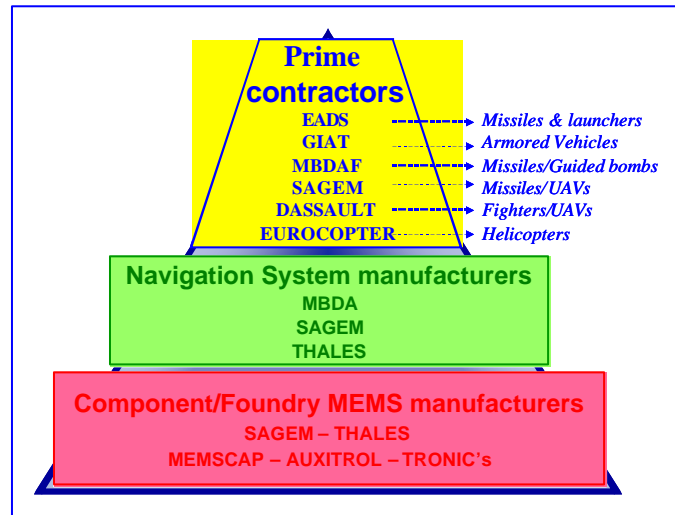 Prime
contractors
EADS
Missiles & launchers
GIAT
Armored Vehicles
MBDAF
Missiles/Guided bombs
SAGEM
Missiles/UAVs
DASSAULT
Fighters/UAVs
EUROCOPTER
Helicopters
Navigation System manufacturers
MBDA
SAGEM
THALES
Component/Foundry MEMS manufacturers
SAGEM – THALES
MEMSCAP – AUXITROL – TRONIC's